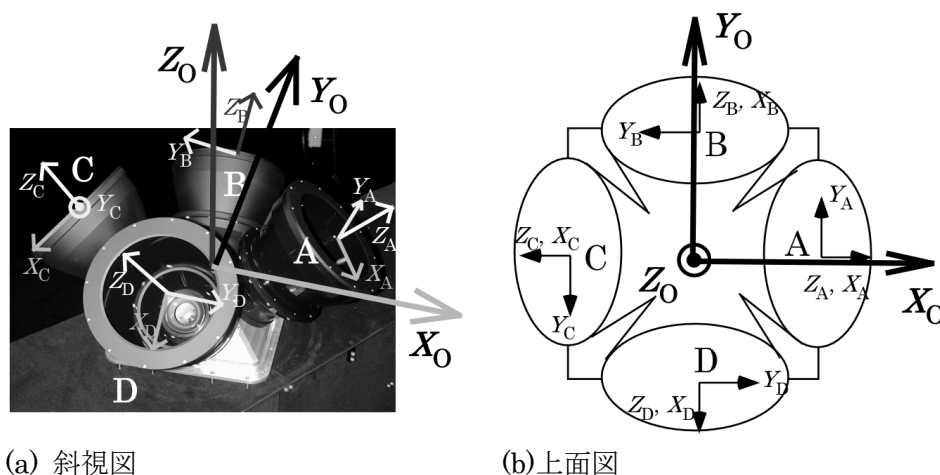 Z_O
Y_O
Z_B
Y_B
C
Z_C
Y_C
B
X_C
Y_A
Z_A
A
X_A
Z_D
Y_D
X_D
X_O
D
(a) 斜視図
Y_O
Z_B, X_B
Y_B
B
Y_A
A
Z_A, X_A
Z_C, X_C
C
Y_C
Z_O
X_O
D
Y_D
Z_D, X_D
(b)上面図